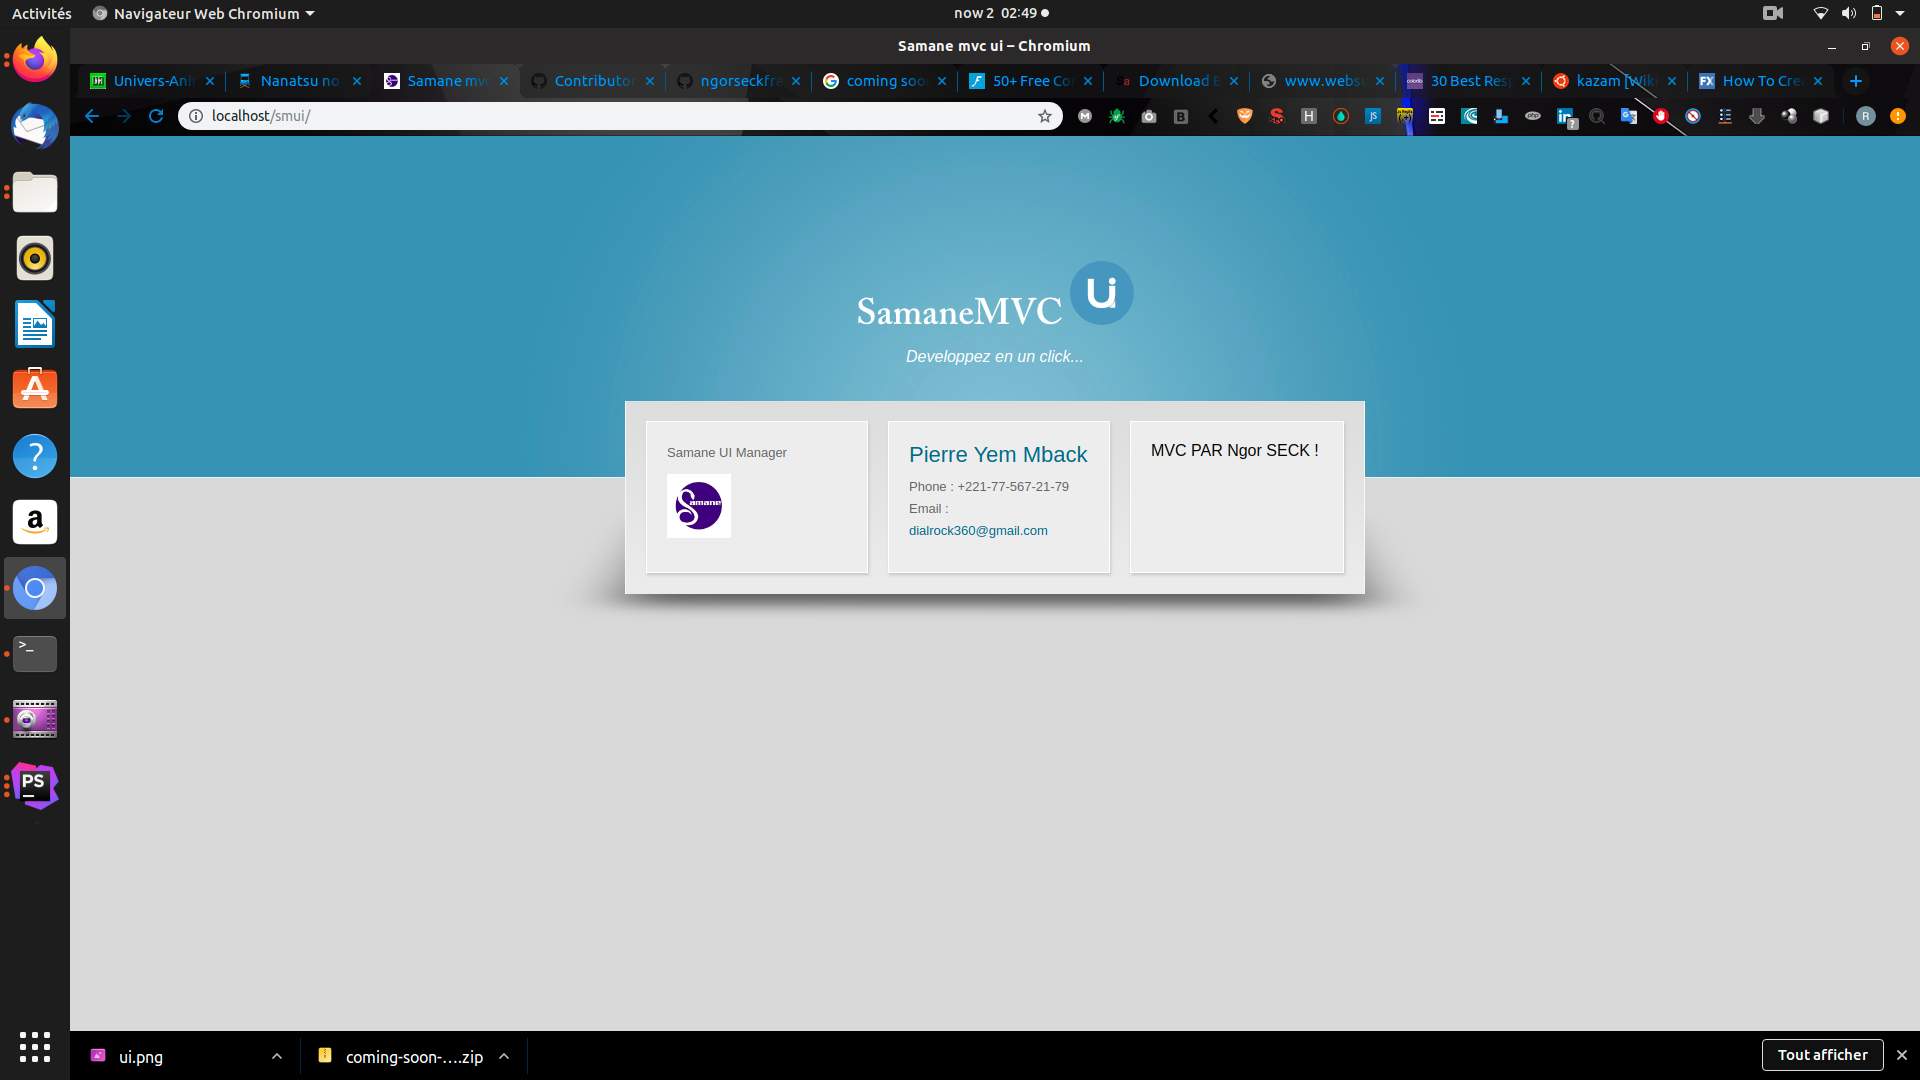 Activités
Navigateur Web Chromium
now 2 02:49
Samane mvc ui – Chromium
Univers-Ani
Nanatsu no
Samane mvc
Contributor
ngorseckfra
coming soo
50+ Free Co
Download
www.webs
30 Best Res
kazam [Wiki
How To Cre
localhost/smui/
SamaneMVC
ui
Developpez en un click...
Samane UI Manager
Samane
Pierre Yem Mback
Phone : +221-77-567-21-79
Email :
dialrock360@gmail.com
MVC PAR Ngor SECK !
ui.png
coming-soon-....zip
Tout afficher